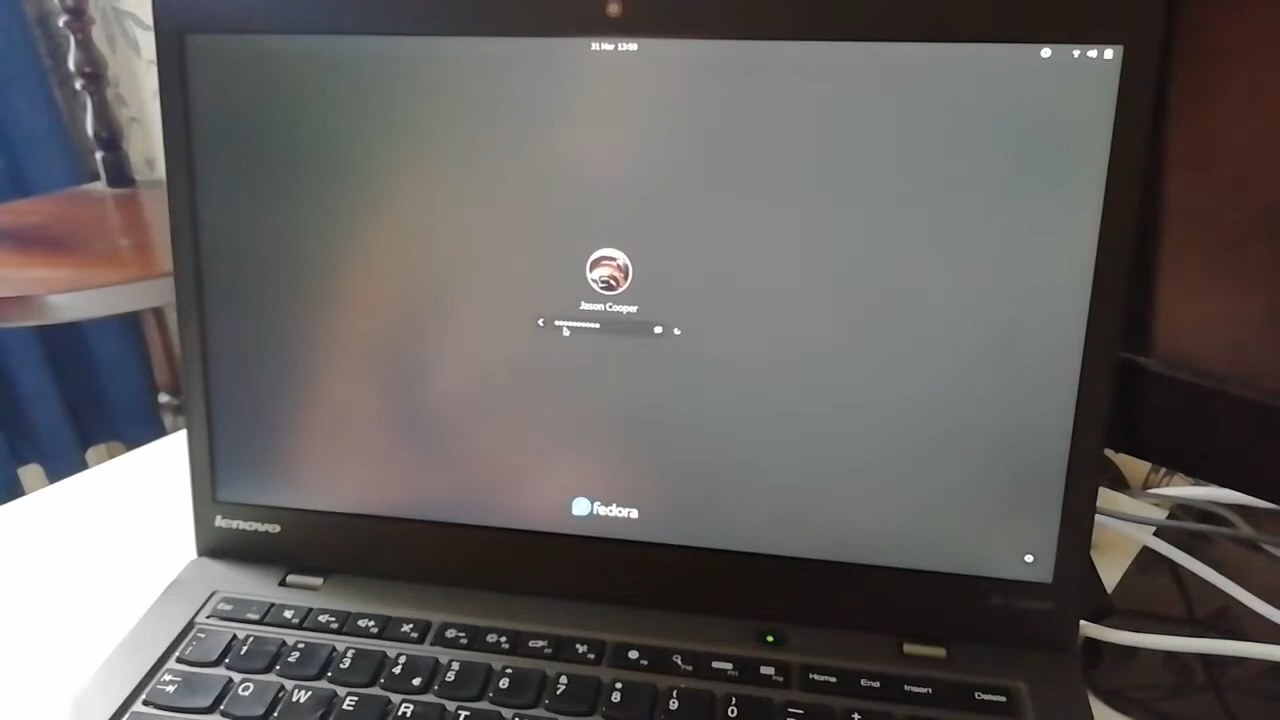 31 Mar 13:59
Jason Cooper
fedora
lenovo
Esc
Home End Insert Delete
1 2 3 4 5 6 7 8 9 0
Q W E R T